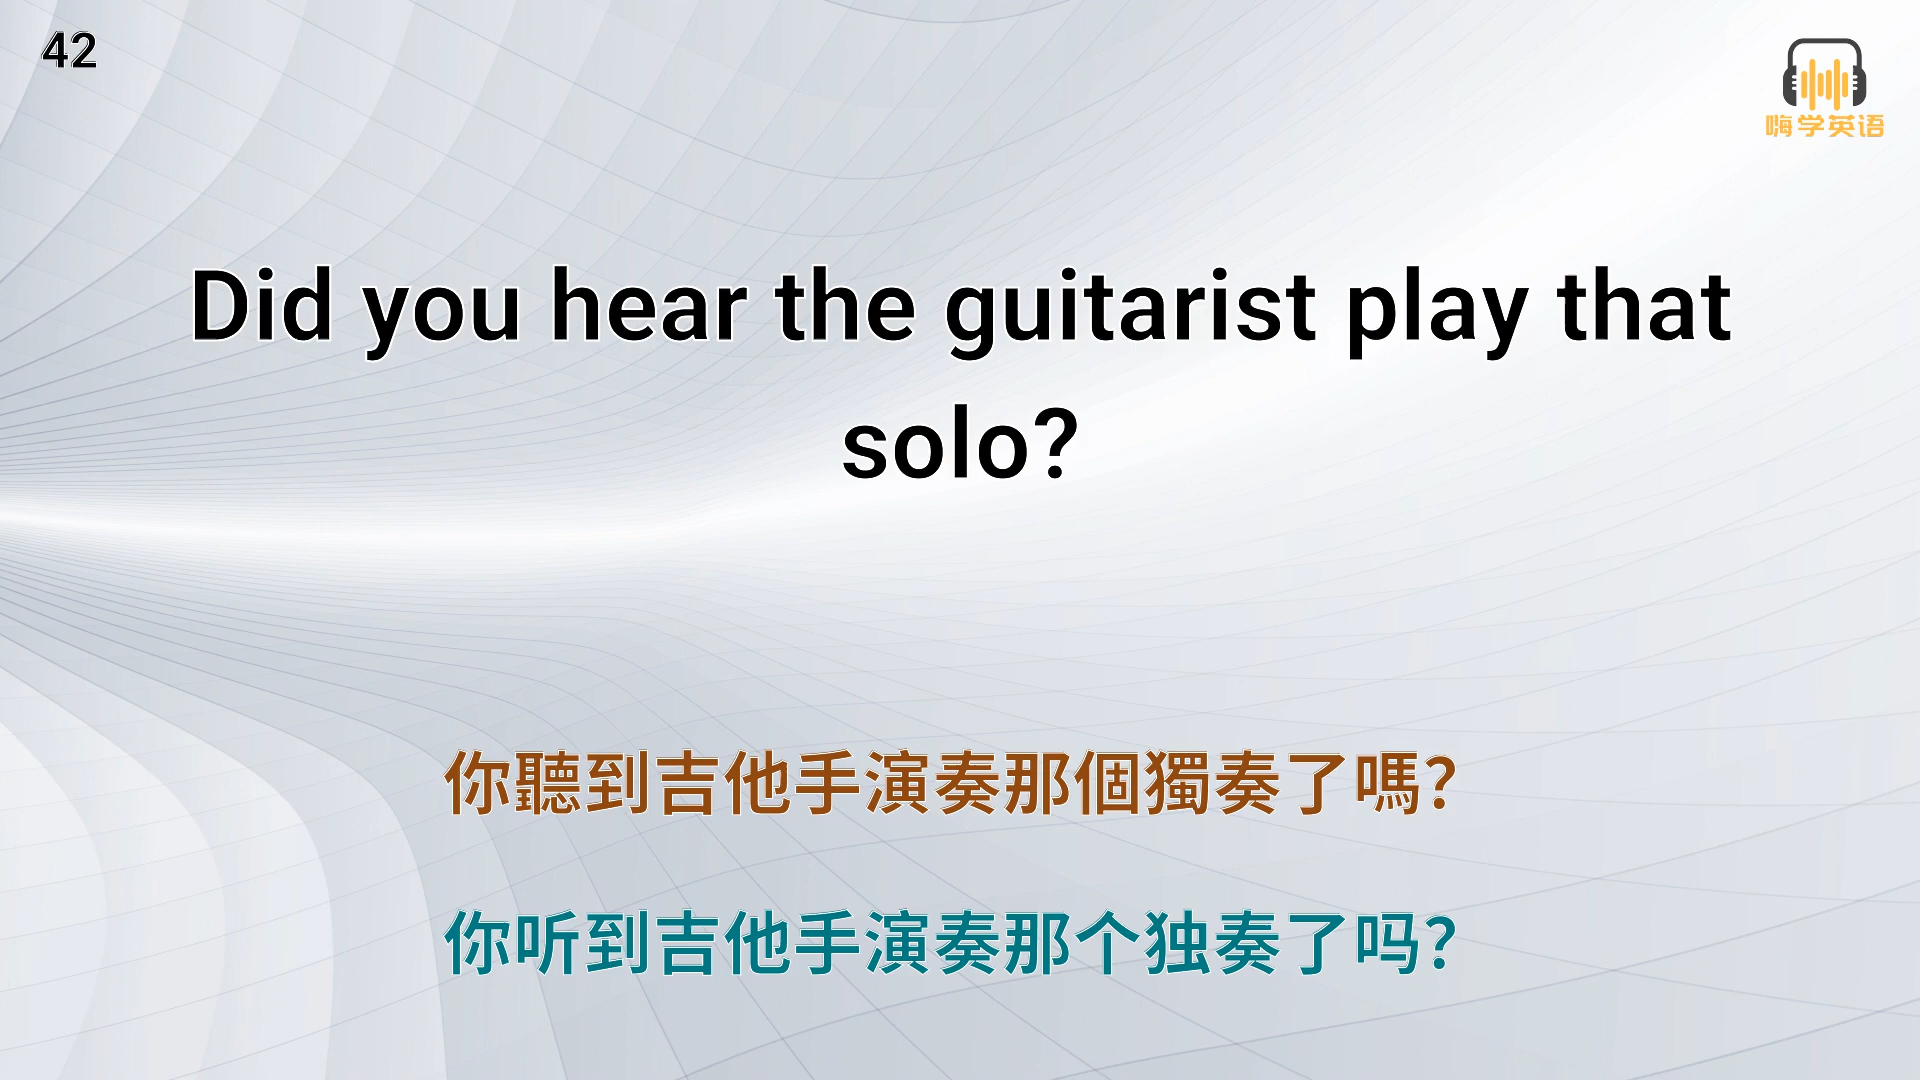 42
嗨学英语
Did you hear the guitarist play that
solo?
你聽到吉他手演奏那個獨奏了嗎?
你听到吉他手演奏那个独奏了吗?